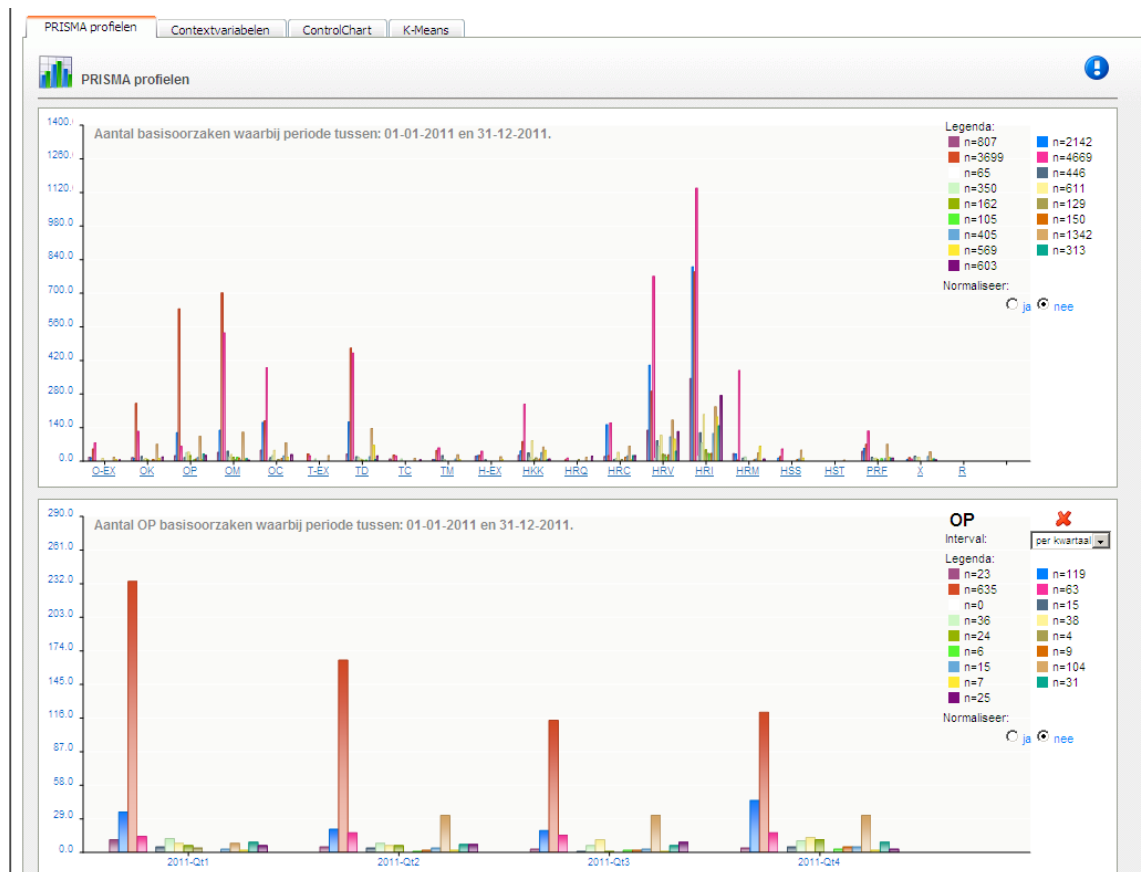 PRISMA profielen Contextvariabelen ControlChart K-Means
PRISMA profielen
Aantal basisoorzaken waarbij periode tussen: 01-01-2011 en 31-12-2011.
1400.
1260.
1120.
980.0
840.0
700.0
560.0
420.0
280.0
140.0
0.0
O-EX OK OP OM OC T-EX TD TC TM H-EX HKK HRQ HRC HRV HRI HRM HSS HST PRF X R
Legenda:
n=807 n=2142
n=3699 n=4669
n=65 n=446
n=350 n=611
n=162 n=129
n=105 n=150
n=405 n=1342
n=569 n=313
n=603
Normaliseer:
ja nee
Aantal OP basisoorzaken waarbij periode tussen: 01-01-2011 en 31-12-2011.
290.0
261.0
232.0
203.0
174.0
145.0
116.0
87.0
58.0
29.0
0.0
2011-Qt1 2011-Qt2 2011-Qt3 2011-Qt4
OP
Interval: per kwartaal
Legenda:
n=23 n=119
n=635 n=63
n=0 n=15
n=36 n=38
n=24 n=4
n=6 n=9
n=15 n=104
n=7 n=31
n=25
Normaliseer:
ja nee